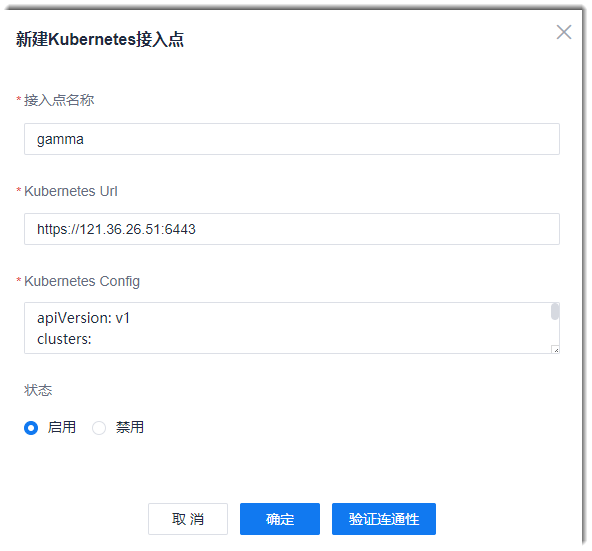 新建Kubernetes接入点
*接入点名称
gamma
*Kubernetes Url
https://121.36.26.51:6443
*Kubernetes Config
apiVersion: v1
clusters:
状态
启用 禁用
取 消 确定 验证连通性